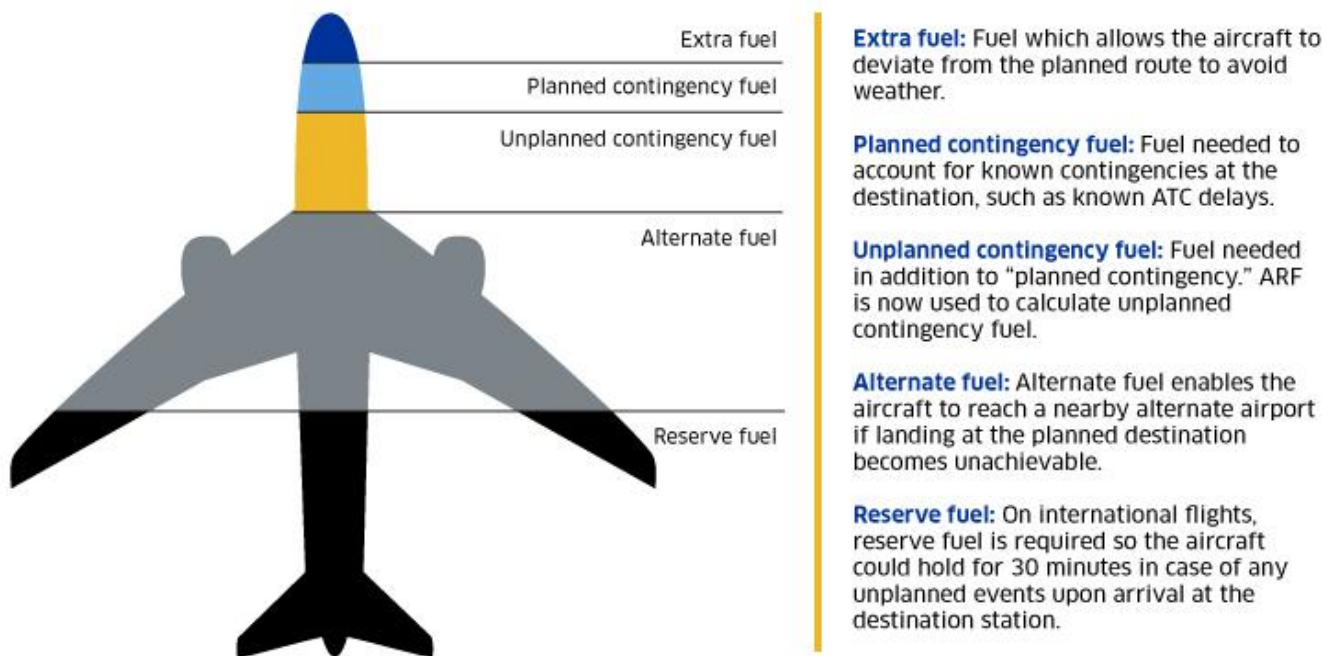 Extra fuel
Planned contingency fuel
Unplanned contingency fuel
Alternate fuel
Reserve fuel
Extra fuel: Fuel which allows the aircraft to
deviate from the planned route to avoid
weather.
Planned contingency fuel: Fuel needed to
account for known contingencies at the
destination, such as known ATC delays.
Unplanned contingency fuel: Fuel needed
in addition to “planned contingency.” ARF
is now used to calculate unplanned
contingency fuel.
Alternate fuel: Alternate fuel enables the
aircraft to reach a nearby alternate airport
if landing at the planned destination
becomes unachievable.
Reserve fuel: On international flights,
reserve fuel is required so the aircraft
could hold for 30 minutes in case of any
unplanned events upon arrival at the
destination station.